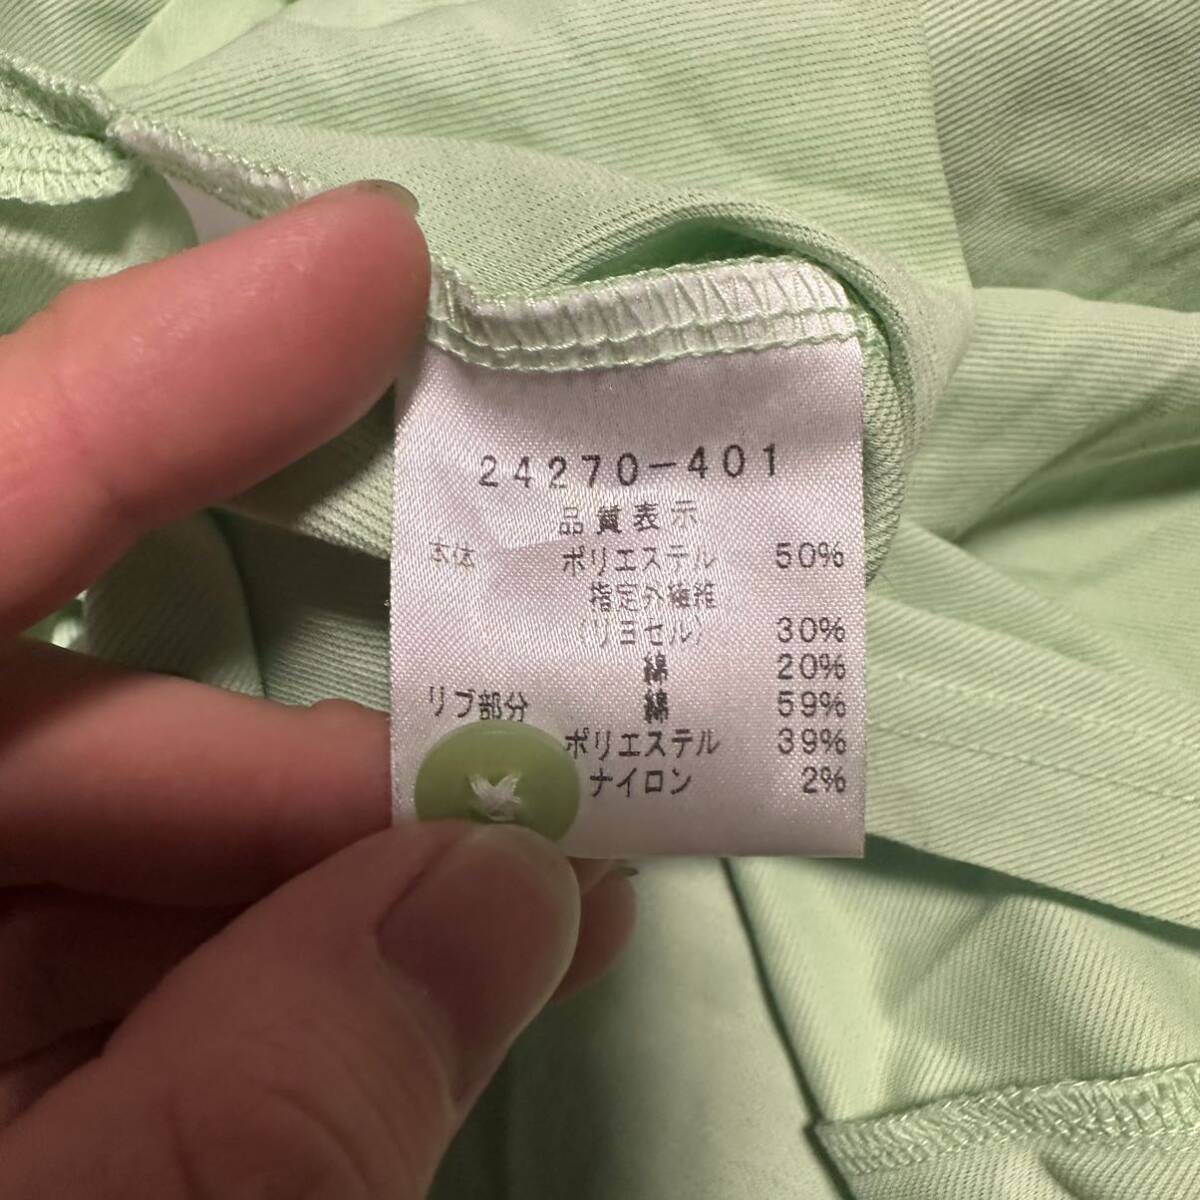 24270-401
品質表示
本体 ポリエステル 50%
指定外繊維
(リヨセル) 30%
綿 20%
リブ部分 綿 59%
ポリエステル 39%
ナイロン 2%